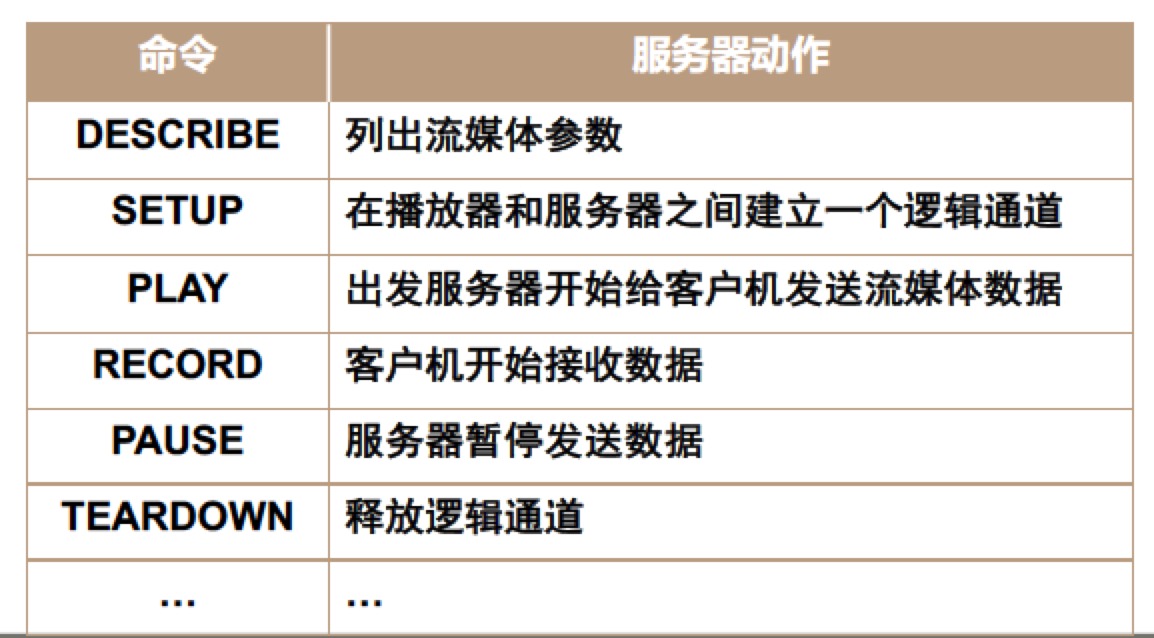 命令 服务器动作
DESCRIBE 列出流媒体参数
SETUP 在播放器和服务器之间建立一个逻辑通道
PLAY 出发服务器开始给客户机发送流媒体数据
RECORD 客户机开始接收数据
PAUSE 服务器暂停发送数据
TEARDOWN 释放逻辑通道
... ...